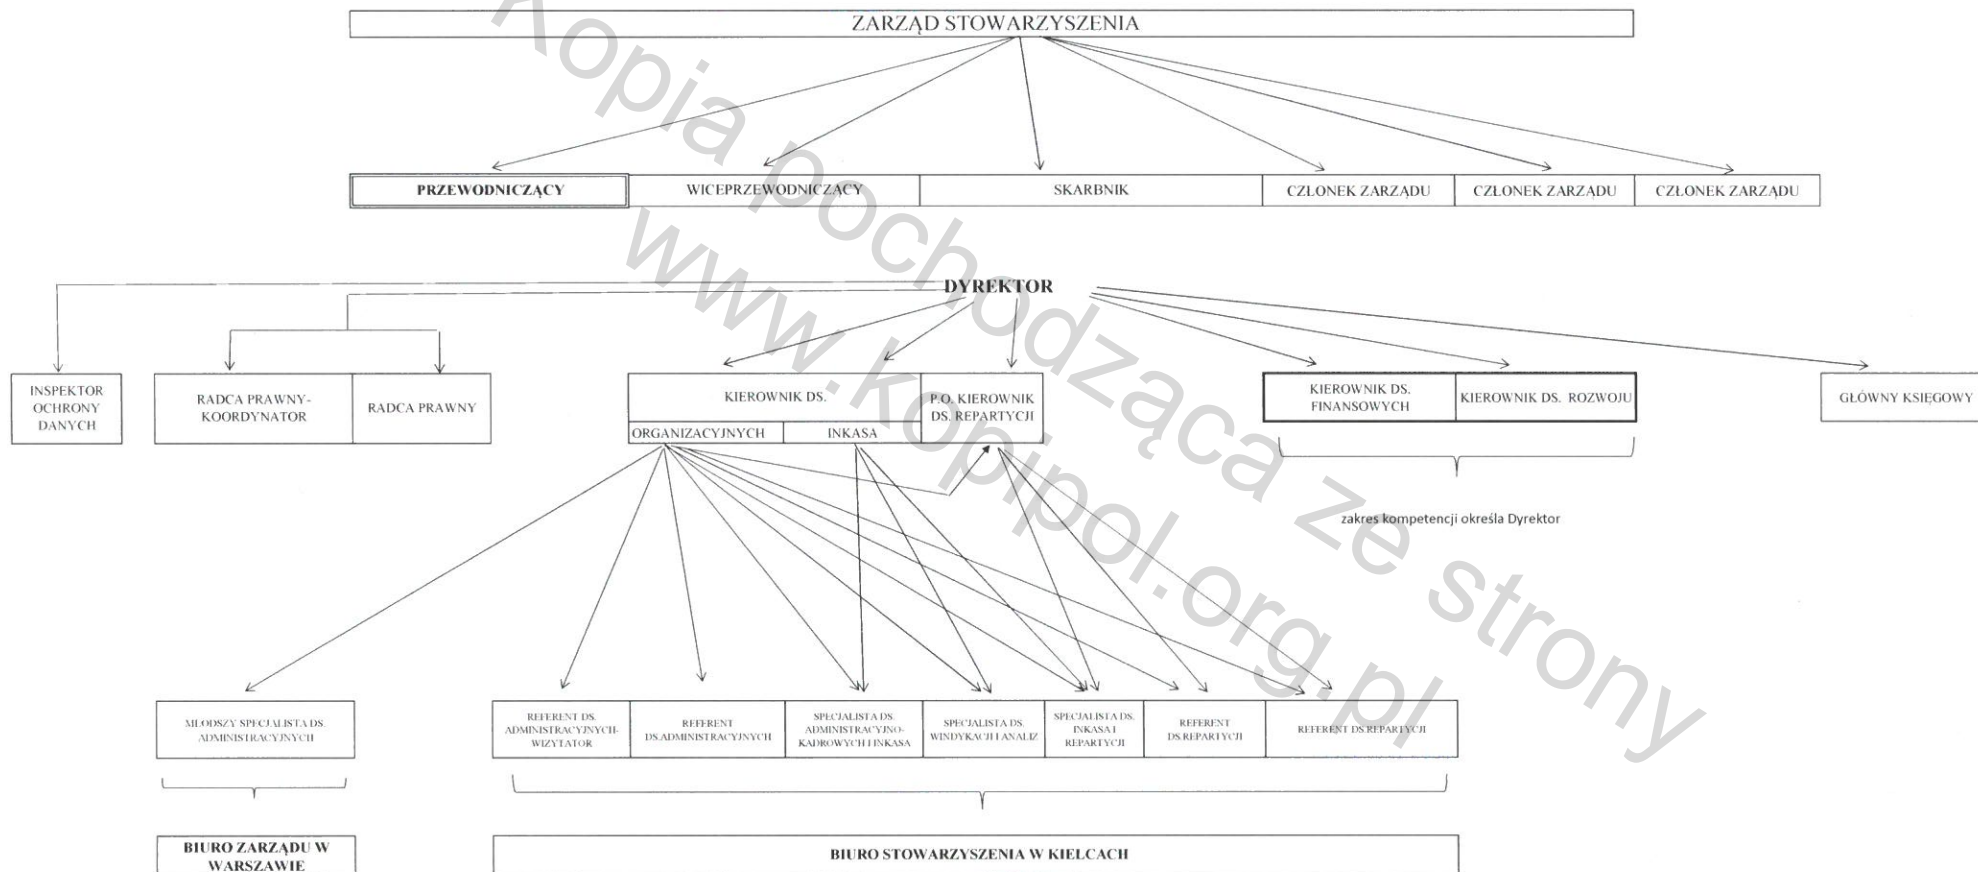 ZARZĄD STOWARZYSZENIA
PRZEWODNICZĄCY
WICEPRZEWODNICZĄCY
SKARBNIK
CZŁONEK ZARZĄDU
CZŁONEK ZARZĄDU
CZŁONEK ZARZĄDU
DYREKTOR
INSPEKTOR
OCHRONY
DANYCH
RADCA PRAWNY-
KOORDYNATOR
RADCA PRAWNY
KIEROWNIK DS.
ORGANIZACYJNYCH
INKASA
P.O. KIEROWNIK
DS. REPARTYCJI
KIEROWNIK DS.
FINANSOWYCH
KIEROWNIK DS. ROZWOJU
GŁÓWNY KSIĘGOWY
zakres kompetencji określa Dyrektor
MŁODSZY SPECJALISTA DS.
ADMINISTRACYJNYCH
REFERENT DS.
ADMINISTRACYJNYCH-
WIZYTATOR
REFERENT
DS.ADMINISTRACYJNYCH
SPECJALISTA DS.
ADMINISTRACYJNO-
KADROWYCH I INKASA
SPECJALISTA DS.
WINDYKACJI I ANALIZ
SPECJALISTA DS.
INKASA I
REPARTYCJI
REFERENT
DS.REPARTYCJI
REFERENT DS.REPARTYCJI
BIURO ZARZĄDU W
WARSZAWIE
BIURO STOWARZYSZENIA W KIELCACH
Kopia pochodząca ze strony
www.kopipol.org.pl